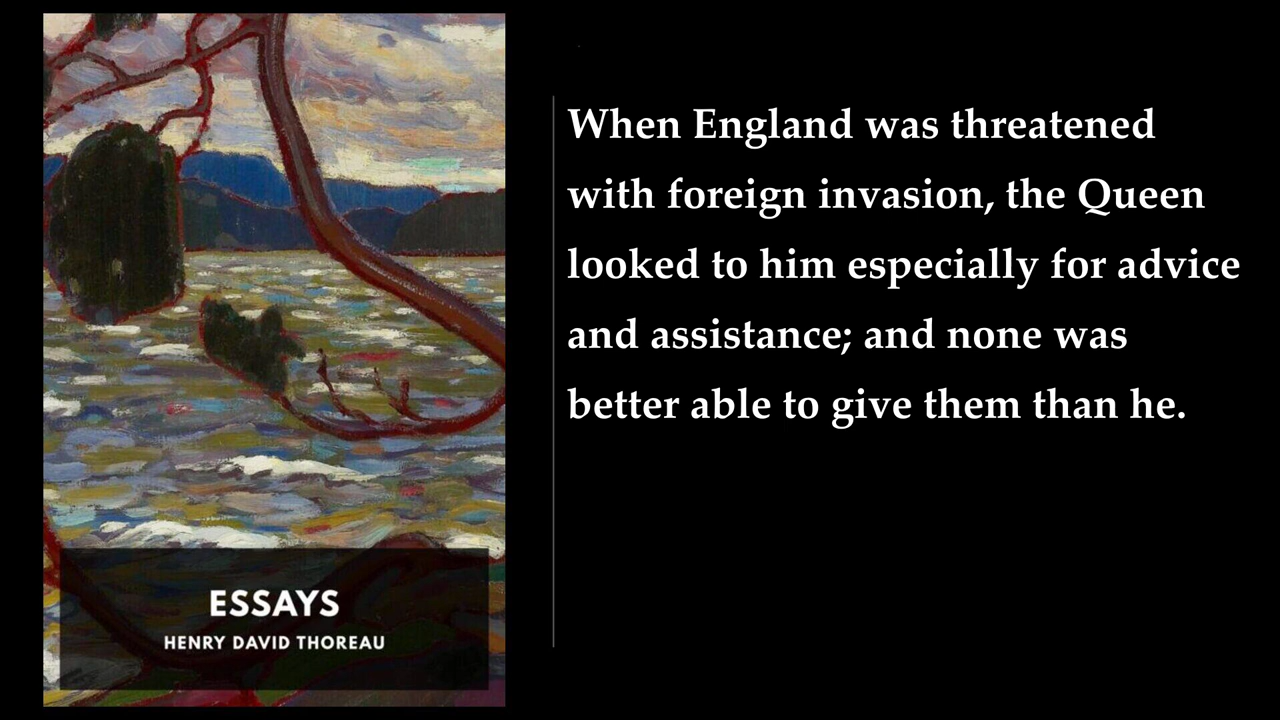 When England was threatened
with foreign invasion, the Queen
looked to him especially for advice
and assistance; and none was
better able to give them than he.
ESSAYS
HENRY DAVID THOREAU